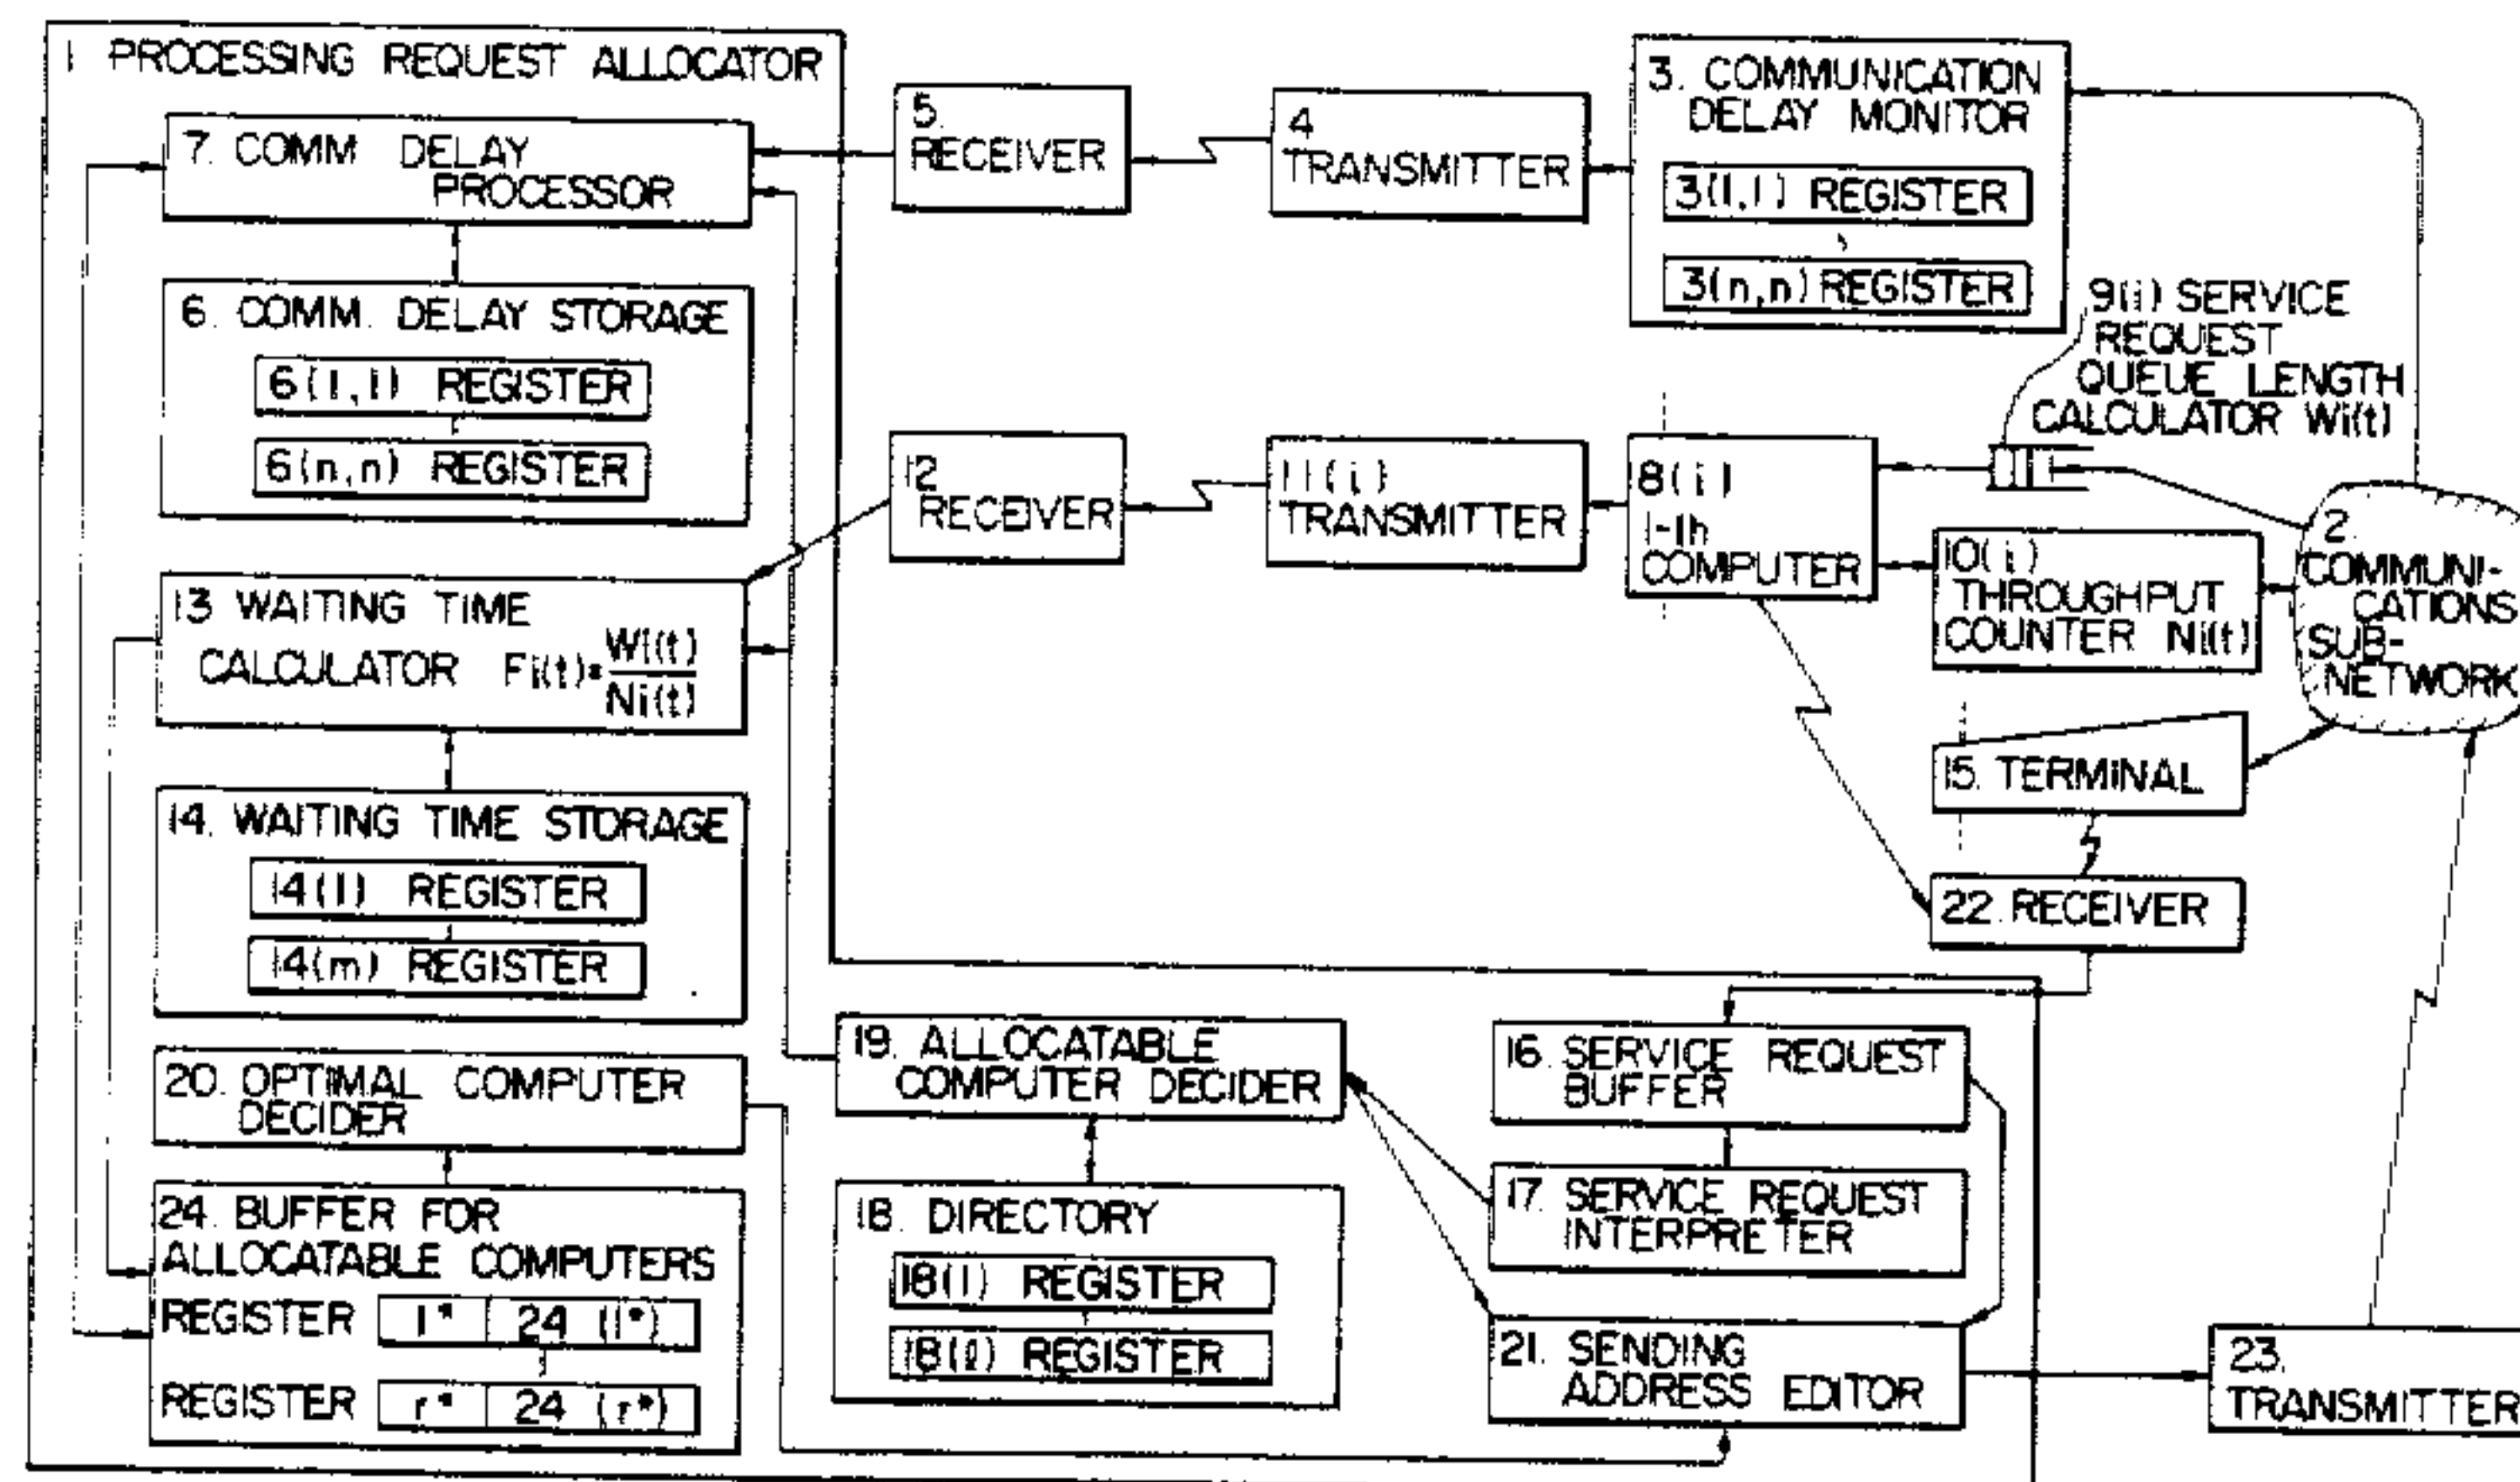 1 PROCESSING REQUEST ALLOCATOR
7. COMM DELAY
PROCESSOR
6. COMM. DELAY STORAGE
6(1,1) REGISTER
6(n,n) REGISTER
13 WAITING TIME
CALCULATOR Fi(t)=Wi(t)/Ni(t)
14. WAITING TIME STORAGE
14(1) REGISTER
14(m) REGISTER
20. OPTIMAL COMPUTER
DECIDER
24. BUFFER FOR
ALLOCATABLE COMPUTERS
REGISTER 1* 24 (1*)
REGISTER r* 24 (r*)
5.
RECEIVER
4
TRANSMITTER
3. COMMUNICATION
DELAY MONITOR
3(1,1) REGISTER
3(n,n) REGISTER
9(i) SERVICE
REQUEST
QUEUE LENGTH
CALCULATOR Wi(t)
12
RECEIVER
11(i)
TRANSMITTER
8(i)
i-th
COMPUTER
10(i)
THROUGHPUT
COUNTER Ni(t)
2.
COMMUNI-
CATIONS
SUB-
NETWORK
15. TERMINAL
22. RECEIVER
19. ALLOCATABLE
COMPUTER DECIDER
18. DIRECTORY
18(1) REGISTER
18(ℓ) REGISTER
16. SERVICE REQUEST
BUFFER
17. SERVICE REQUEST
INTERPRETER
21. SENDING
ADDRESS EDITOR
23.
TRANSMITTER